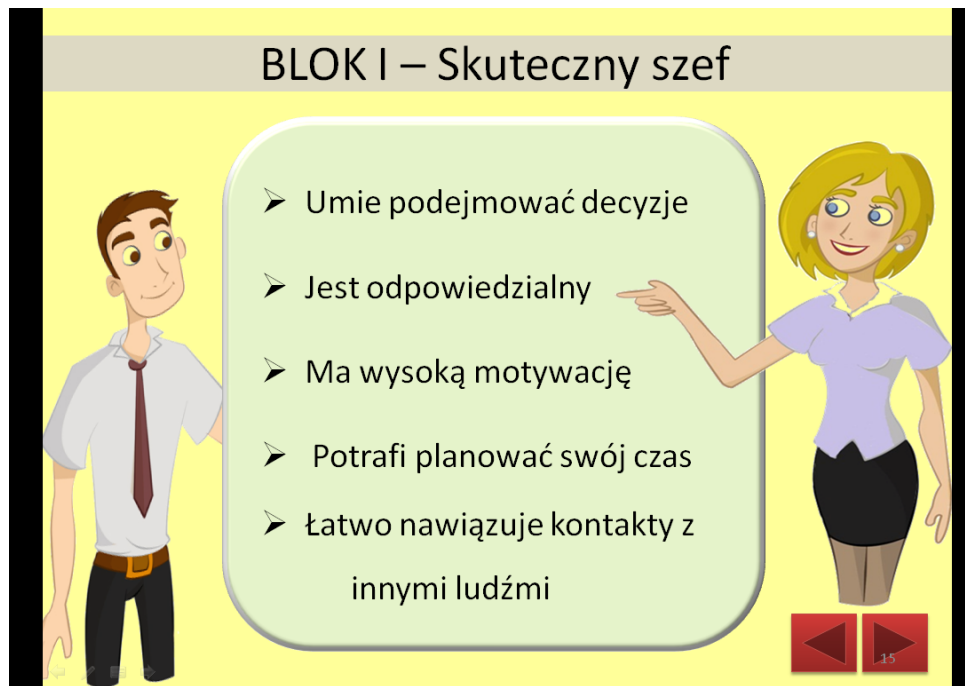 BLOK I – Skuteczny szef
➢ Umie podejmować decyzje
➢ Jest odpowiedzialny
➢ Ma wysoką motywację
➢ Potrafi planować swój czas
➢ Łatwo nawiązuje kontakty z
innymi ludźmi
15